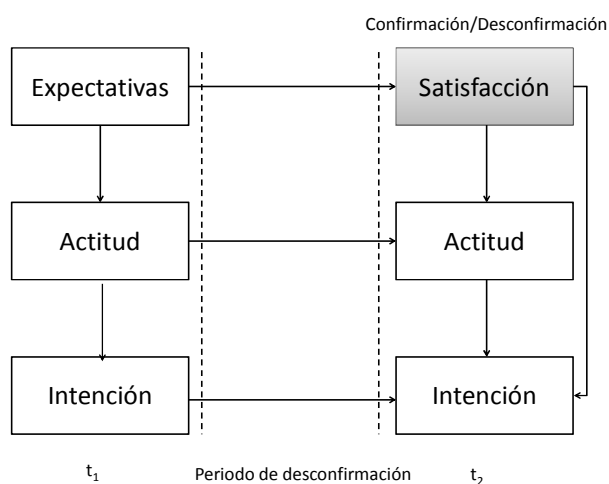 Confirmación/Desconfirmación
Expectativas
Satisfacción
Actitud
Actitud
Intención
Intención
t₁
Periodo de desconfirmación
t₂